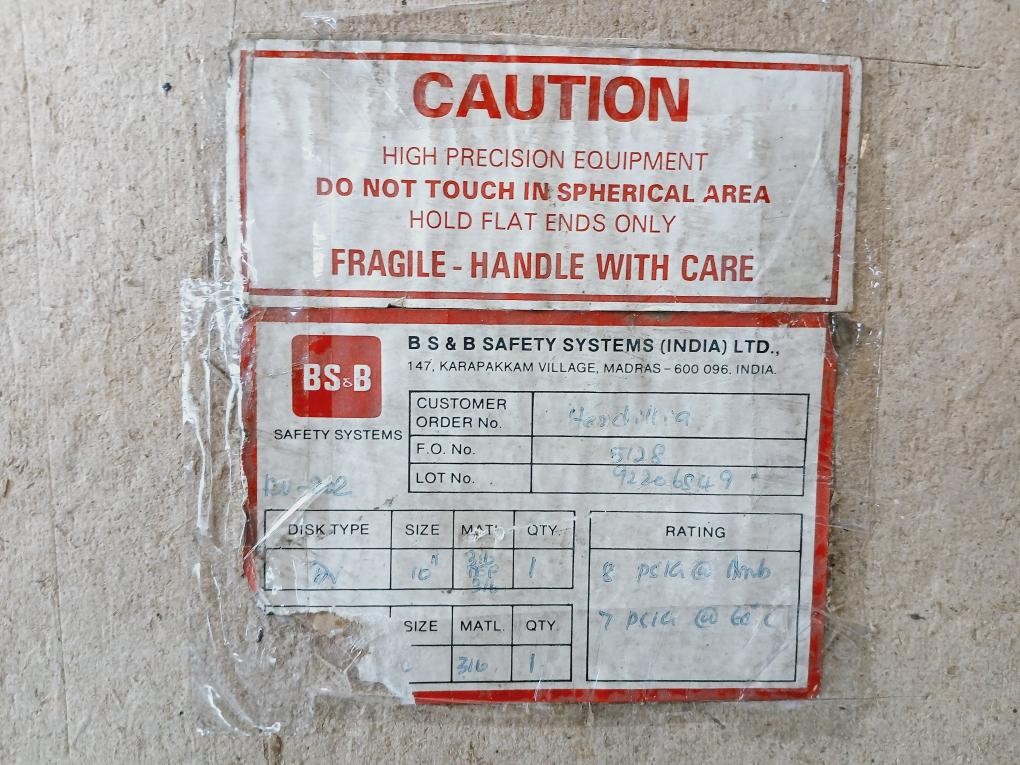 CAUTION
HIGH PRECISION EQUIPMENT
DO NOT TOUCH IN SPHERICAL AREA
HOLD FLAT ENDS ONLY
FRAGILE - HANDLE WITH CARE
BS&B
SAFETY SYSTEMS
B S & B SAFETY SYSTEMS (INDIA) LTD.,
147, KARAPAKKAM VILLAGE, MADRAS - 600 096. INDIA.
CUSTOMER
ORDER No.
F.O. No. 5128
LOT No. 92206849
DISK TYPE SIZE MATL. QTY.
10" 316 316 1
SIZE MATL. QTY.
316 1
RATING
8 PSIG @ Amb
7 PSIG @ 60°C